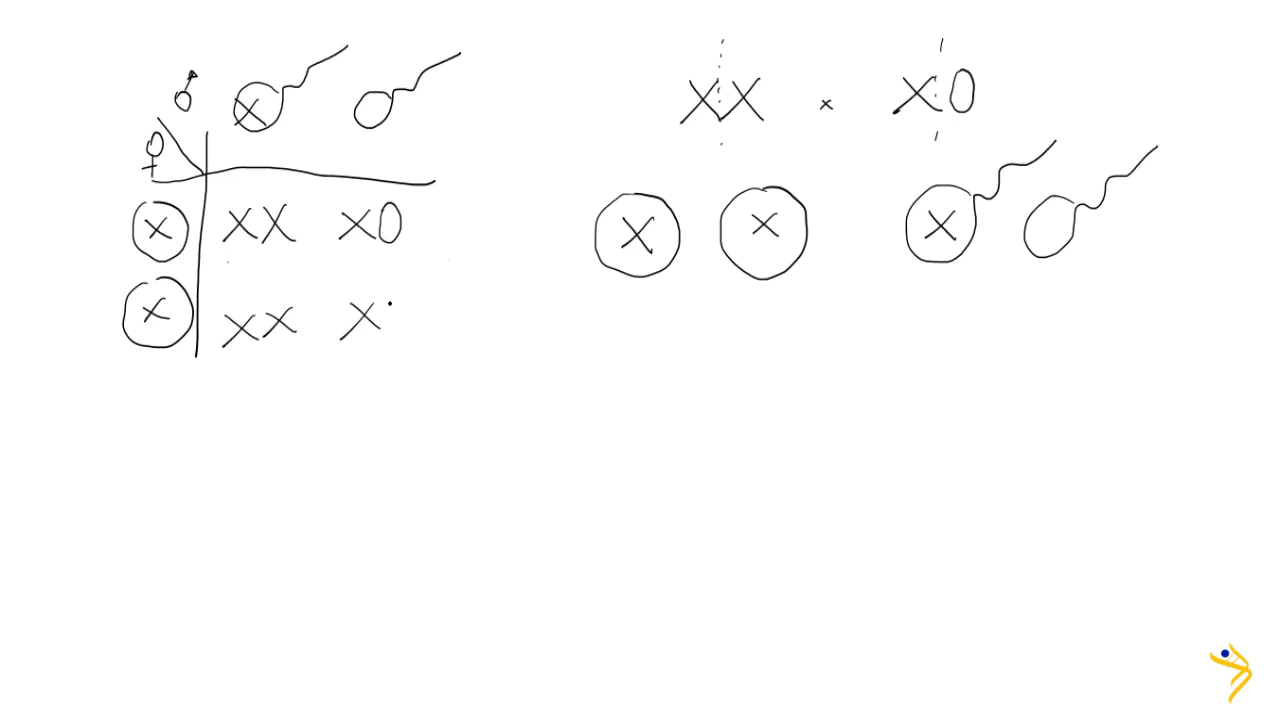 ♂ X
♀
X XX XO
X XX X
XX x XO
X X X